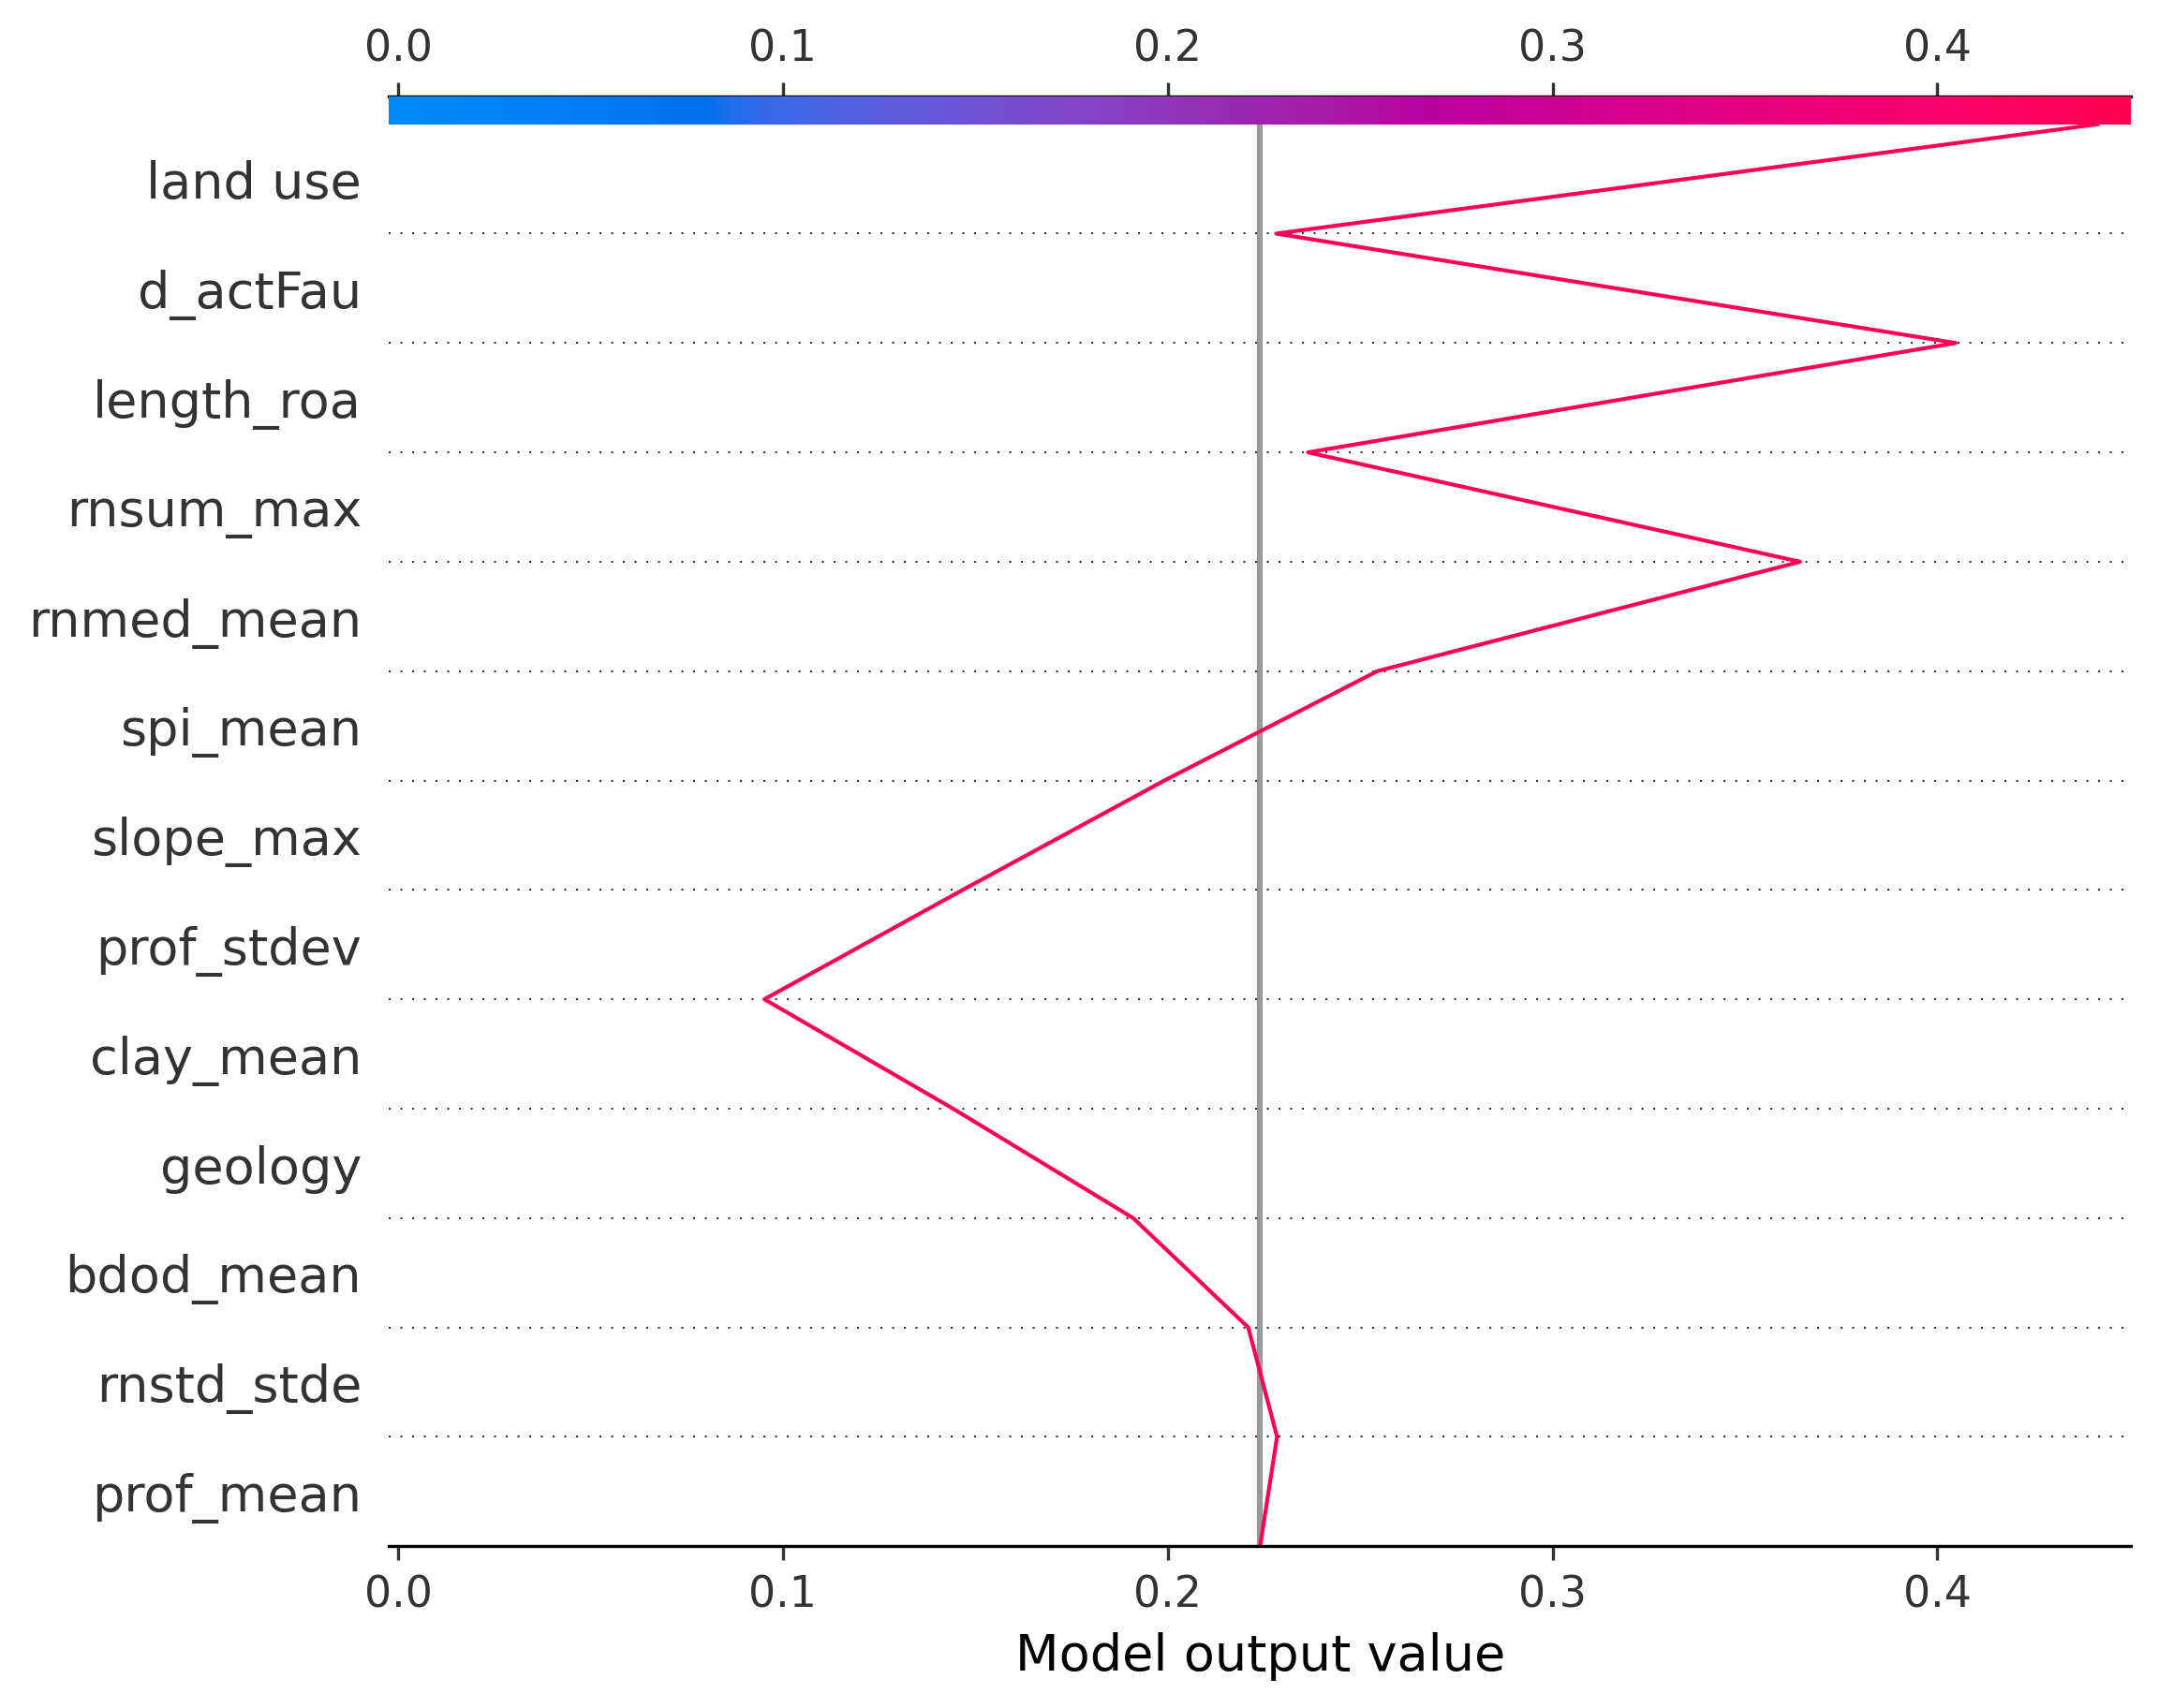 0.0 0.1 0.2 0.3 0.4
land use
d_actFau
length_roa
rnsum_max
rnmed_mean
spi_mean
slope_max
prof_stdev
clay_mean
geology
bdod_mean
rnstd_stde
prof_mean
0.0 0.1 0.2 0.3 0.4
Model output value